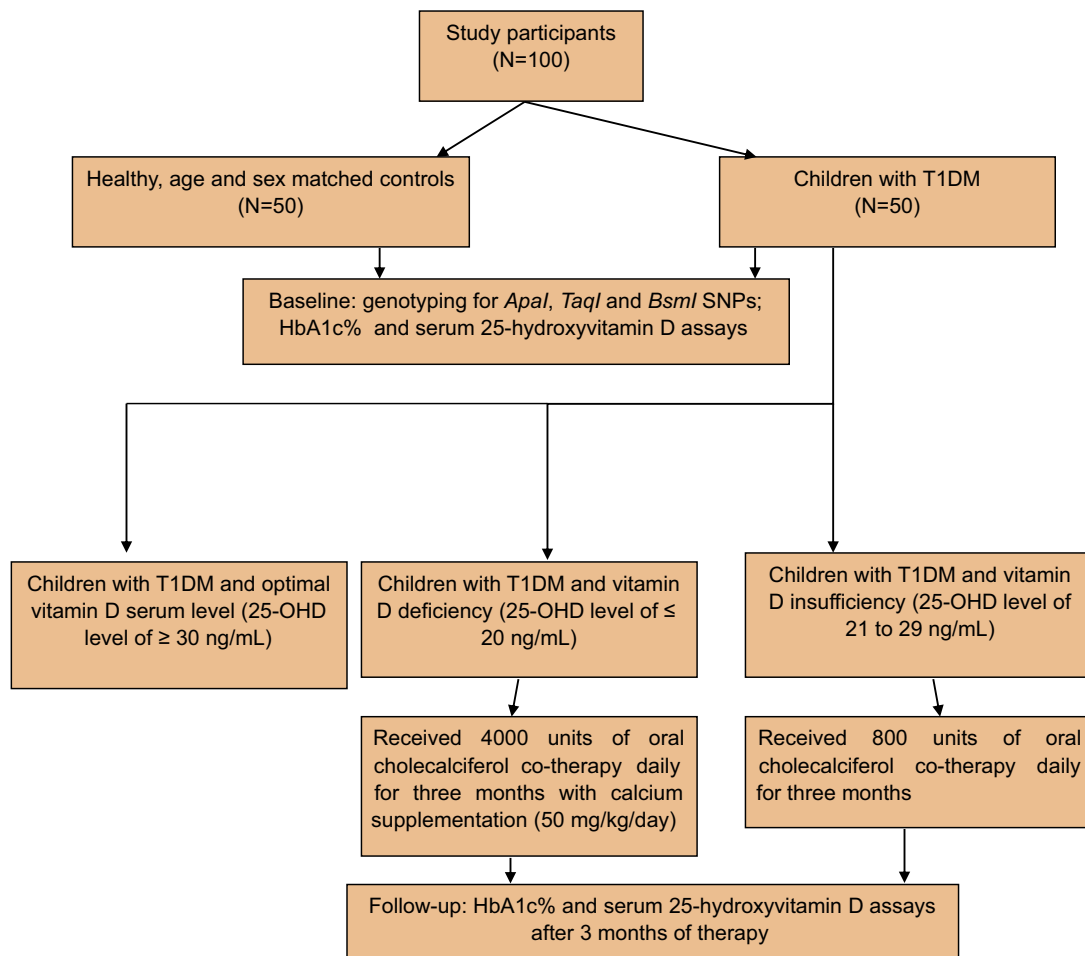 Study participants
(N=100)
Healthy, age and sex matched controls
(N=50)
Children with T1DM
(N=50)
Baseline: genotyping for ApaI, TaqI and BsmI SNPs;
HbA1c% and serum 25-hydroxyvitamin D assays
Children with T1DM and optimal
vitamin D serum level (25-OHD
level of ≥ 30 ng/mL)
Children with T1DM and vitamin
D deficiency (25-OHD level of ≤
20 ng/mL)
Children with T1DM and vitamin
D insufficiency (25-OHD level of
21 to 29 ng/mL)
Received 4000 units of oral
cholecalciferol co-therapy daily
for three months with calcium
supplementation (50 mg/kg/day)
Received 800 units of oral
cholecalciferol co-therapy daily
for three months
Follow-up: HbA1c% and serum 25-hydroxyvitamin D assays
after 3 months of therapy